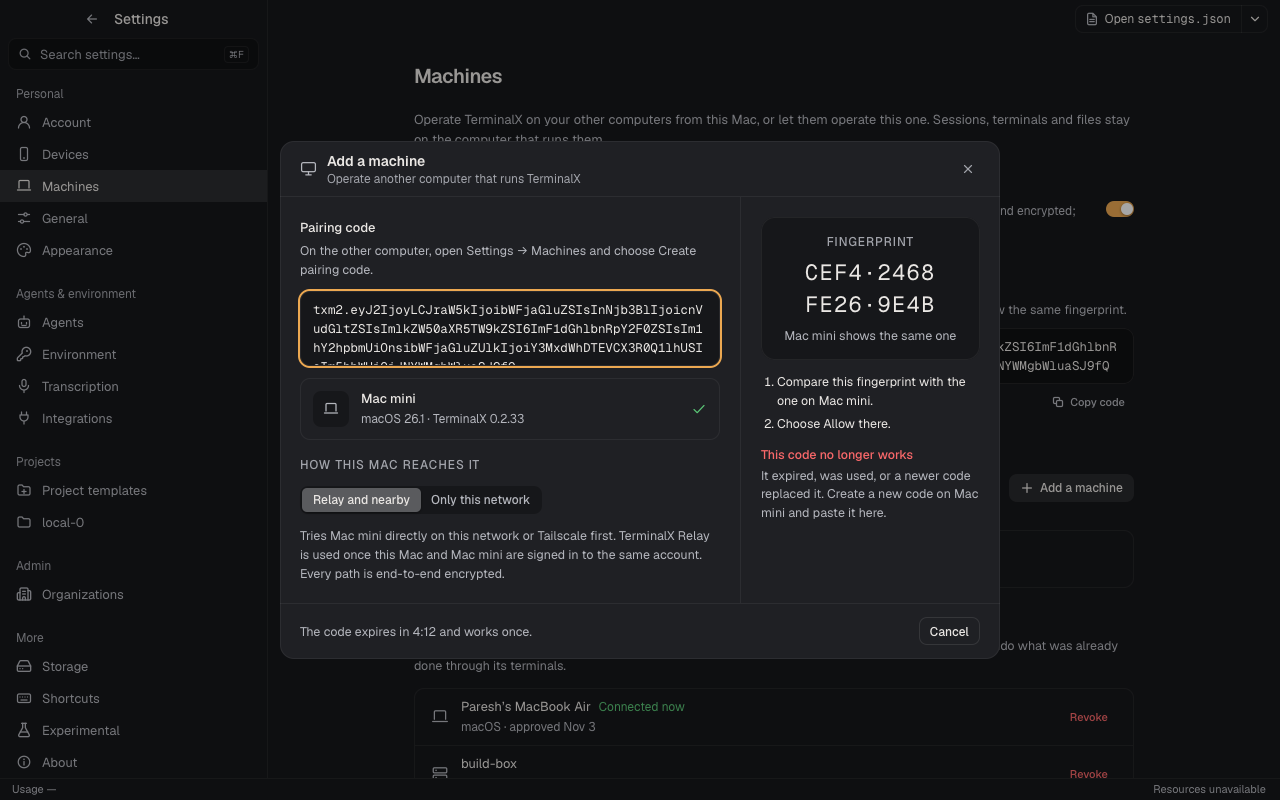 Settings
Open settings.json
Search settings…
⌘F
Personal
Account
Devices
Machines
General
Appearance
Agents & environment
Agents
Environment
Transcription
Integrations
Projects
Project templates
local-0
Admin
Organizations
More
Storage
Shortcuts
Experimental
About
Machines
Operate TerminalX on your other computers from this Mac, or let them operate this one. Sessions, terminals and files stay
on the computer that runs them.
nd encrypted;
the same fingerprint.
Copy code
Add a machine
do what was already
done through its terminals.
Paresh's MacBook Air Connected now
macOS · approved Nov 3
Revoke
build-box
Revoke
Add a machine
Operate another computer that runs TerminalX
Pairing code
On the other computer, open Settings → Machines and choose Create
pairing code.
txm2.eyJ2IjoyLCJraW5kIjoibWFjaGluZSIsInNjb3BlIjoicnV
udGltZSIsImlkZW50aXR5TW9kZSI6ImF1dGhlbnRpY2F0ZSIsIm1
hY2hpbmUiOnsibWFjaGluZUlkIjoiY3MxdWhDTEVCX3R0Q1lhUSI
Mac mini
macOS 26.1 · TerminalX 0.2.33
HOW THIS MAC REACHES IT
Relay and nearby
Only this network
Tries Mac mini directly on this network or Tailscale first. TerminalX Relay
is used once this Mac and Mac mini are signed in to the same account.
Every path is end-to-end encrypted.
FINGERPRINT
CEF4·2468
FE26·9E4B
Mac mini shows the same one
1. Compare this fingerprint with the
one on Mac mini.
2. Choose Allow there.
This code no longer works
It expired, was used, or a newer code
replaced it. Create a new code on Mac
mini and paste it here.
The code expires in 4:12 and works once.
Cancel
Usage —
Resources unavailable